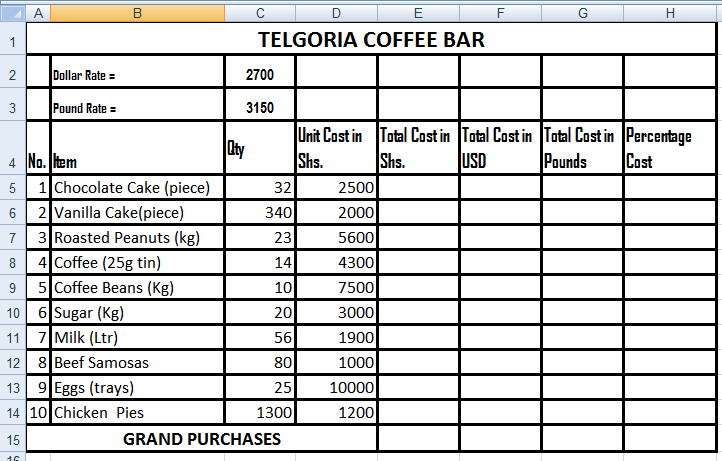 A B C D E F G H
1 TELGORIA COFFEE BAR
2 Dollar Rate = 2700
3 Pound Rate = 3150
4 No. Item Qty Unit Cost in Shs. Total Cost in Shs. Total Cost in USD Total Cost in Pounds Percentage Cost
5 1 Chocolate Cake (piece) 32 2500
6 2 Vanilla Cake(piece) 340 2000
7 3 Roasted Peanuts (kg) 23 5600
8 4 Coffee (25g tin) 14 4300
9 5 Coffee Beans (Kg) 10 7500
10 6 Sugar (Kg) 20 3000
11 7 Milk (Ltr) 56 1900
12 8 Beef Samosas 80 1000
13 9 Eggs (trays) 25 10000
14 10 Chicken Pies 1300 1200
15 GRAND PURCHASES